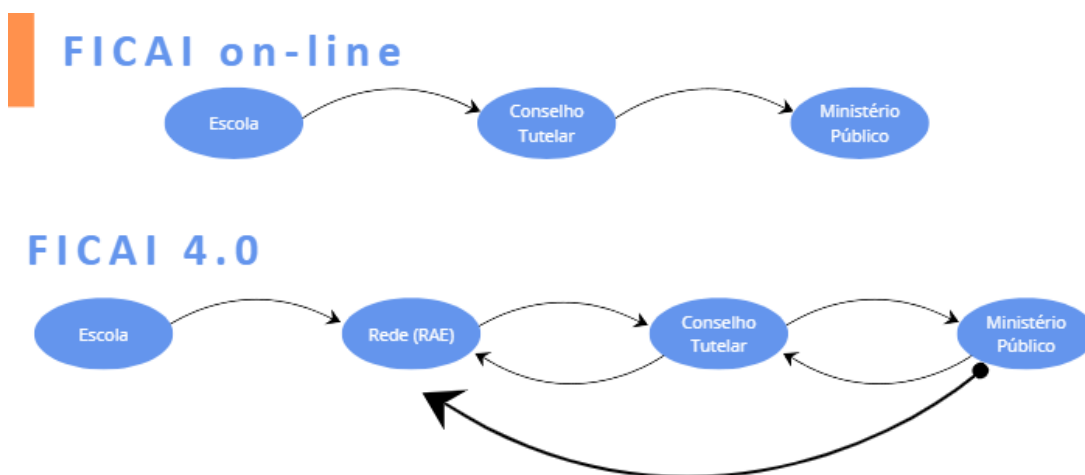 FICAI on-line
Escola
Conselho
Tutelar
Ministério
Público
FICAI 4.0
Escola
Rede (RAE)
Conselho
Tutelar
Ministério
Público